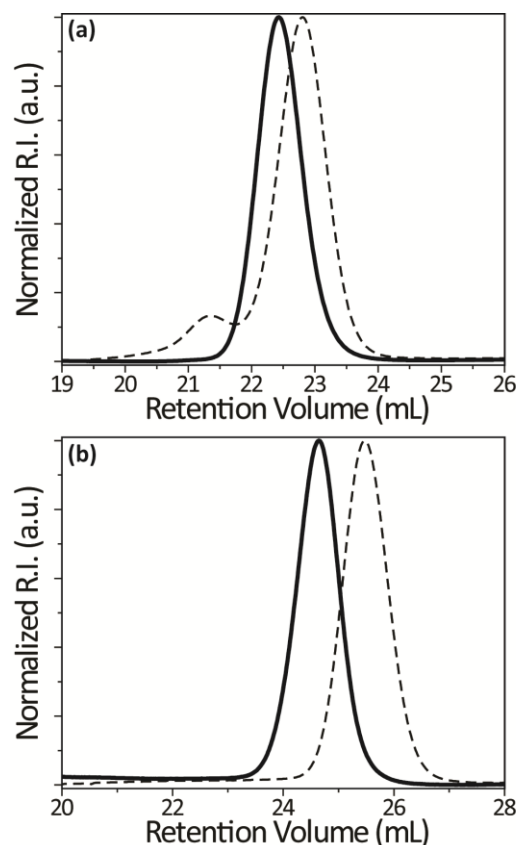 (a)
Normalized R.I. (a.u.)
19 20 21 22 23 24 25 26
Retention Volume (mL)
(b)
Normalized R.I. (a.u.)
20 22 24 26 28
Retention Volume (mL)